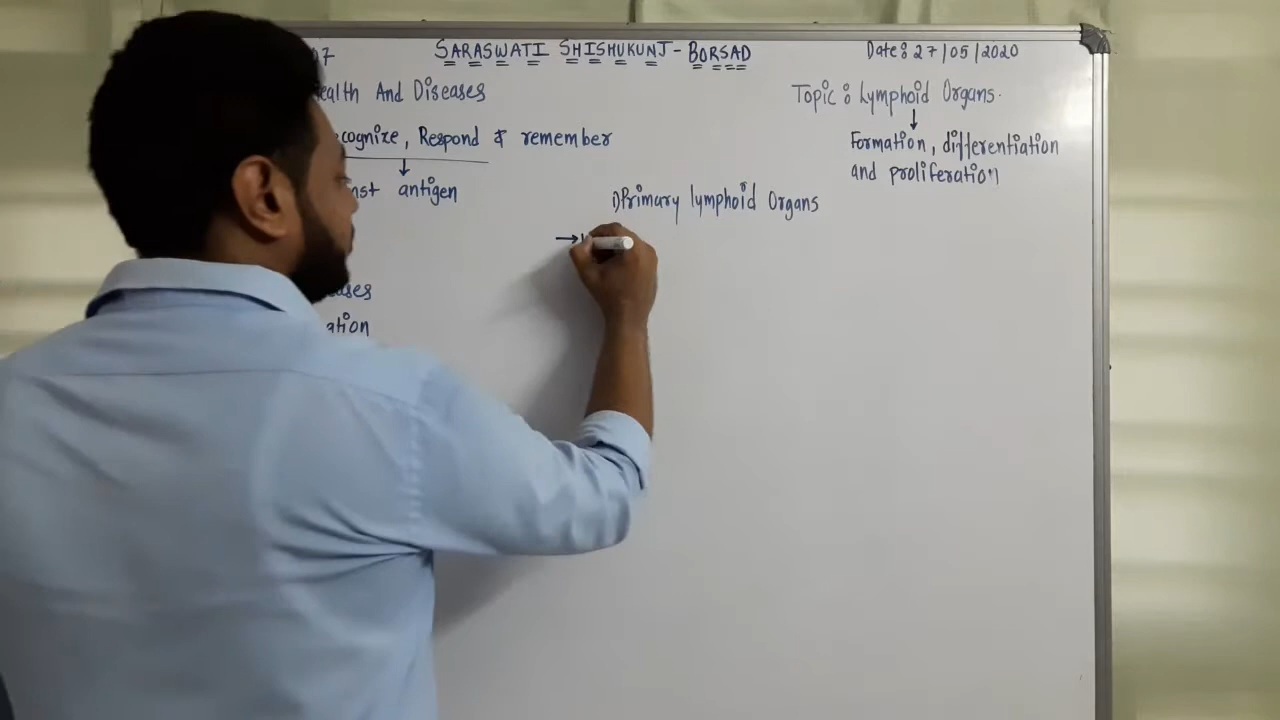 07 SARASWATI SHISHUKUNJ - BORSAD Date: 27/05/2020
ealth And Diseases
Topic : Lymphoid Organs.
↓
cognize, Respond & remember
↓
nst antigen
Formation, differentiation
and proliferation
1) Primary lymphoid Organs
→
ases
ation